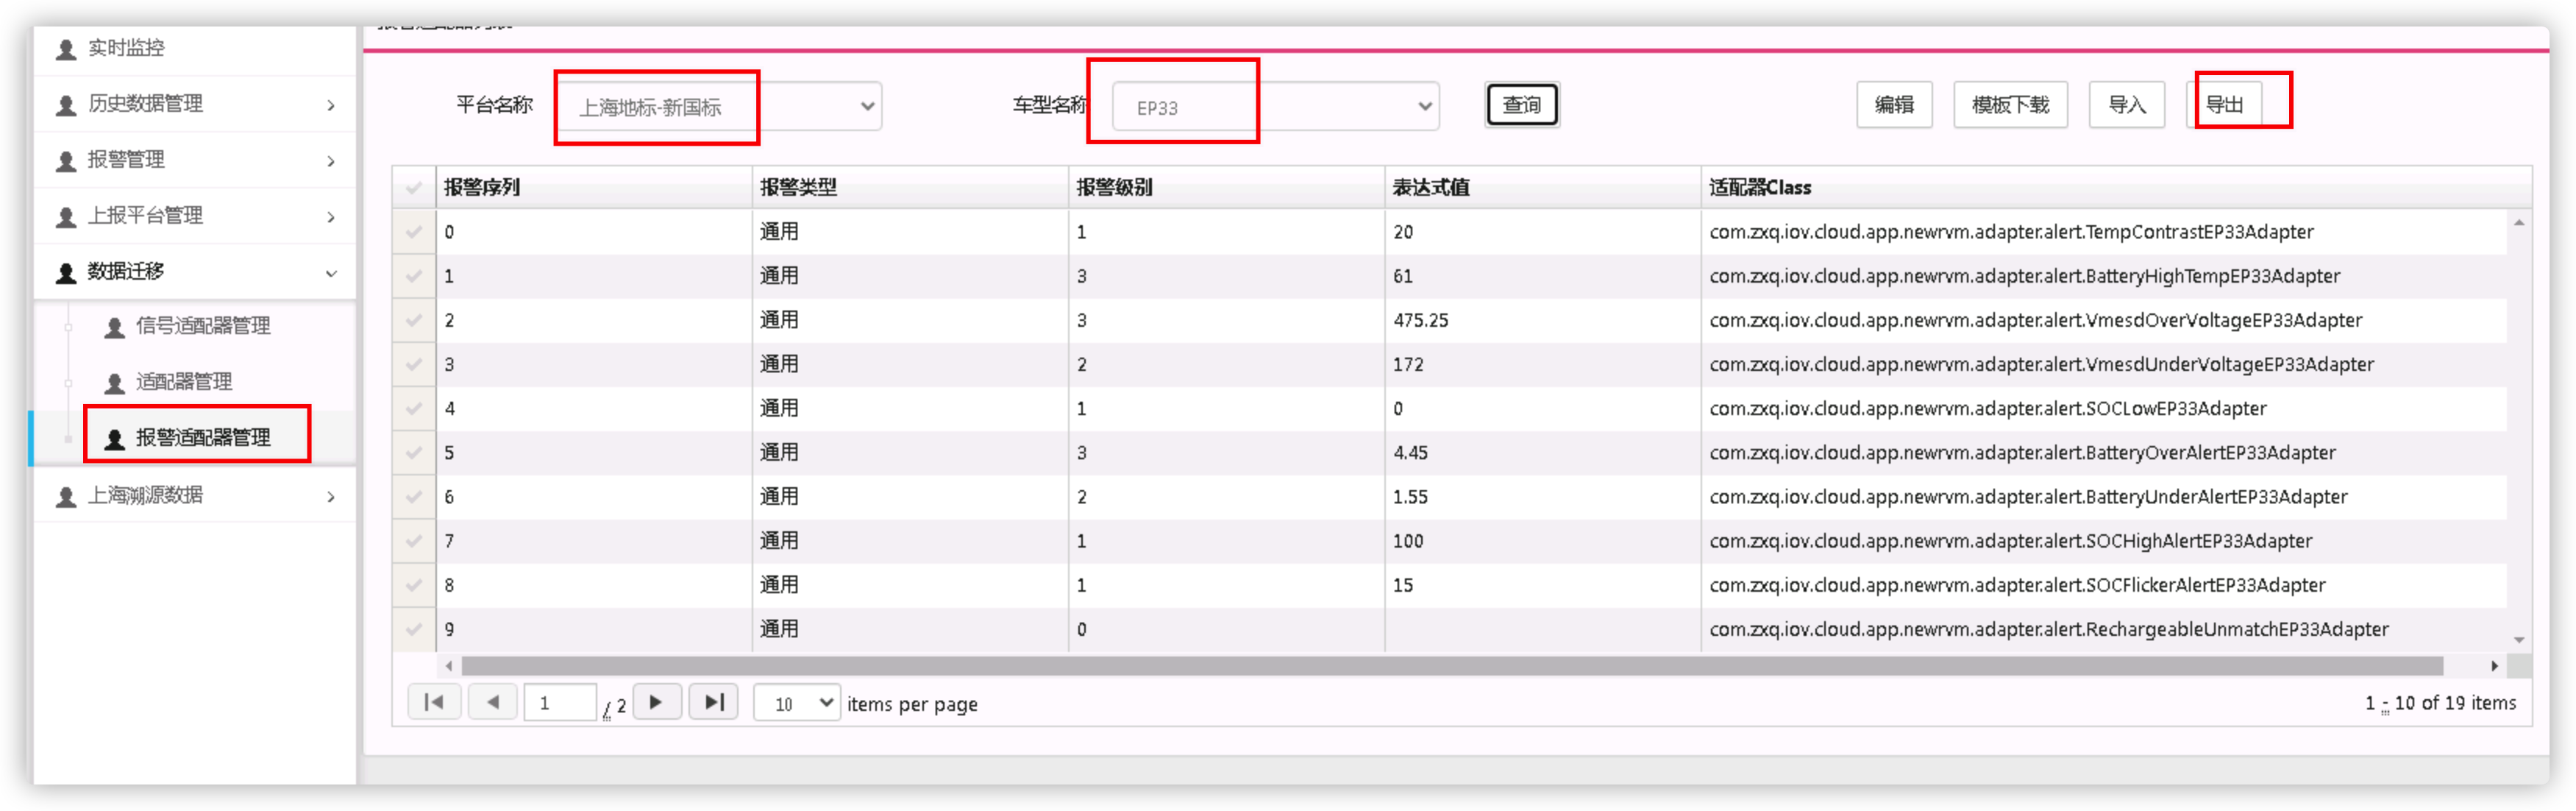 实时监控
历史数据管理
报警管理
上报平台管理
数据迁移
信号适配器管理
适配器管理
报警适配器管理
上海溯源数据
平台名称 上海地标-新国标 车型名称 EP33 查询 编辑 模板下载 导入 导出
报警序列 报警类型 报警级别 表达式值 适配器Class
0 通用 1 20 com.zxq.iov.cloud.app.newrvm.adapter.alert.TempContrastEP33Adapter
1 通用 3 61 com.zxq.iov.cloud.app.newrvm.adapter.alert.BatteryHighTempEP33Adapter
2 通用 3 475.25 com.zxq.iov.cloud.app.newrvm.adapter.alert.VmesdOverVoltageEP33Adapter
3 通用 2 172 com.zxq.iov.cloud.app.newrvm.adapter.alert.VmesdUnderVoltageEP33Adapter
4 通用 1 0 com.zxq.iov.cloud.app.newrvm.adapter.alert.SOCLowEP33Adapter
5 通用 3 4.45 com.zxq.iov.cloud.app.newrvm.adapter.alert.BatteryOverAlertEP33Adapter
6 通用 2 1.55 com.zxq.iov.cloud.app.newrvm.adapter.alert.BatteryUnderAlertEP33Adapter
7 通用 1 100 com.zxq.iov.cloud.app.newrvm.adapter.alert.SOCHighAlertEP33Adapter
8 通用 1 15 com.zxq.iov.cloud.app.newrvm.adapter.alert.SOCFlickerAlertEP33Adapter
9 通用 0 com.zxq.iov.cloud.app.newrvm.adapter.alert.RechargeableUnmatchEP33Adapter
1 / 2 10 items per page 1 - 10 of 19 items